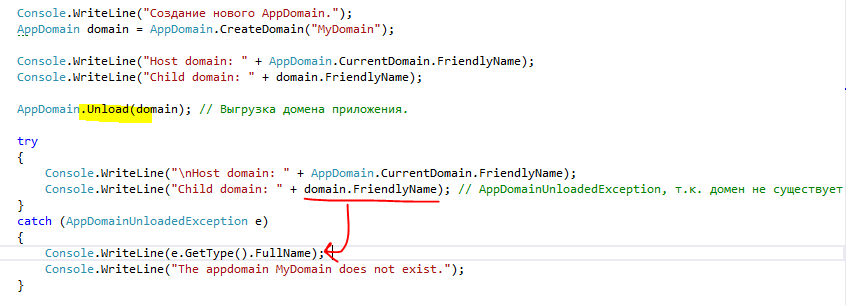 Console.WriteLine("Создание нового AppDomain.");
AppDomain domain = AppDomain.CreateDomain("MyDomain");
Console.WriteLine("Host domain: " + AppDomain.CurrentDomain.FriendlyName);
Console.WriteLine("Child domain: " + domain.FriendlyName);
AppDomain.Unload(domain); // Выгрузка домена приложения.
try
{
Console.WriteLine("\nHost domain: " + AppDomain.CurrentDomain.FriendlyName);
Console.WriteLine("Child domain: " + domain.FriendlyName); // AppDomainUnloadedException, т.к. домен не существует
}
catch (AppDomainUnloadedException e)
{
Console.WriteLine(e.GetType().FullName);
Console.WriteLine("The appdomain MyDomain does not exist.");
}